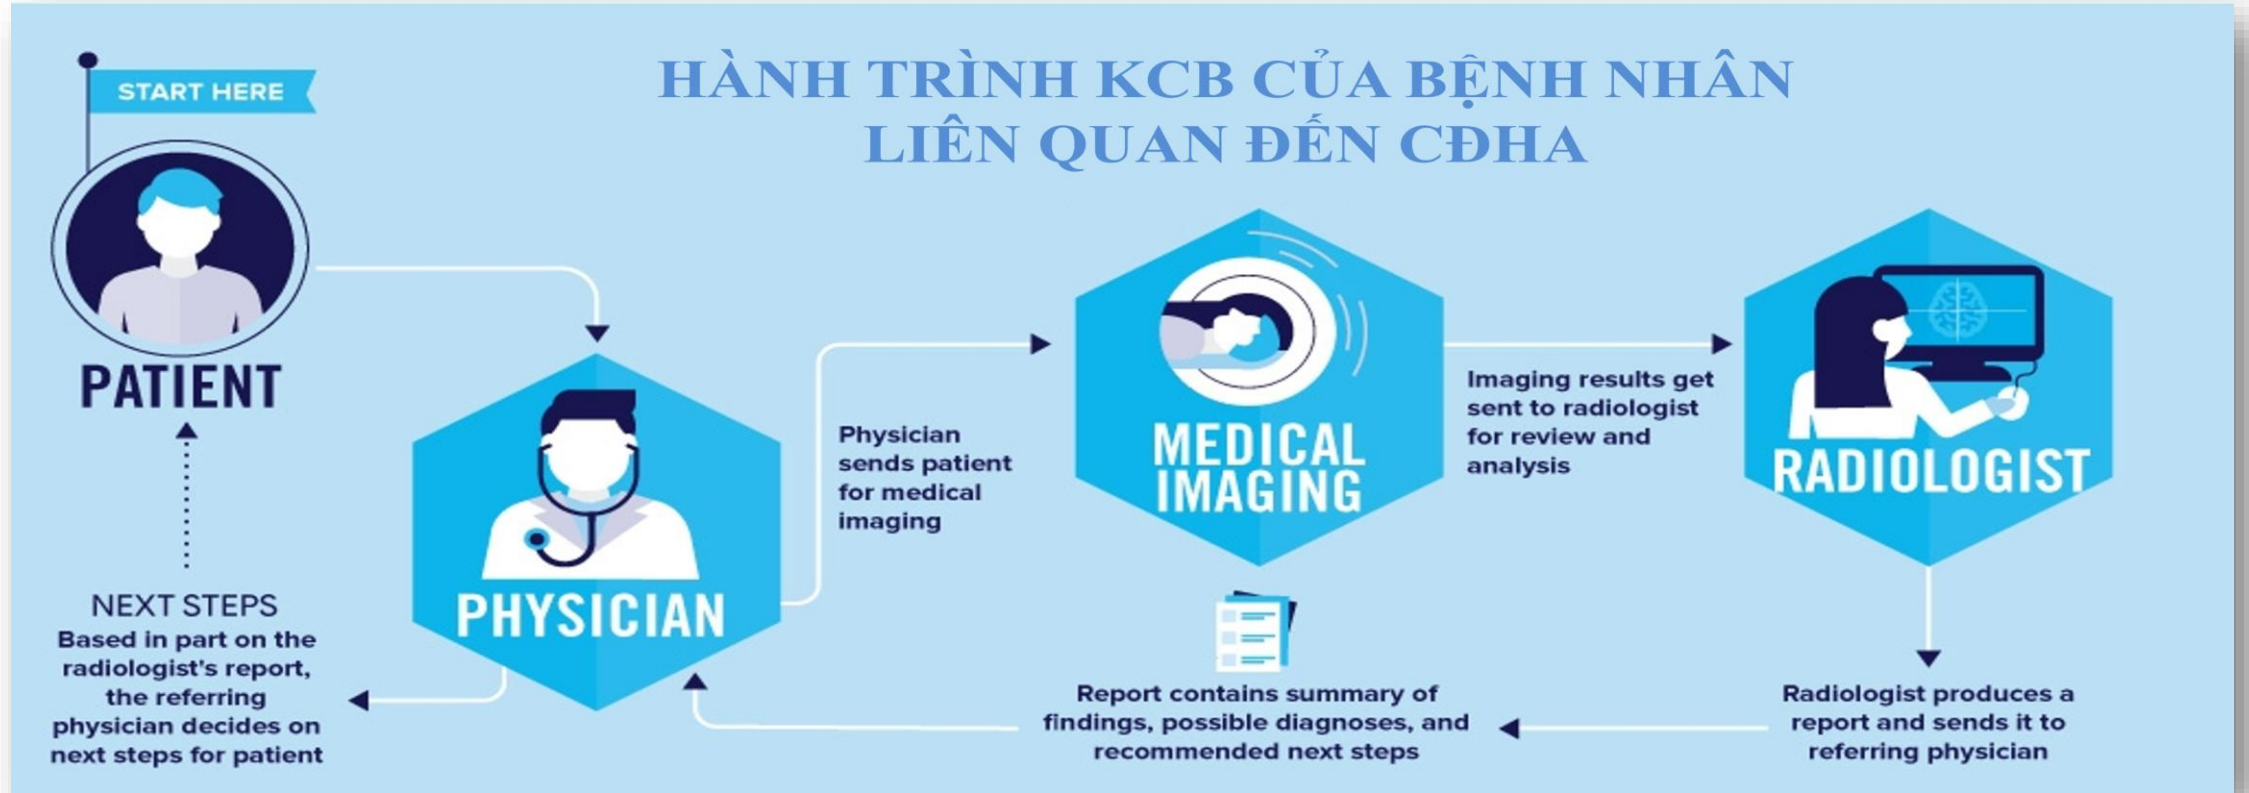 START HERE
HÀNH TRÌNH KCB CỦA BỆNH NHÂN
LIÊN QUAN ĐẾN CĐHA
PATIENT
PHYSICIAN
Physician
sends patient
for medical
imaging
MEDICAL
IMAGING
Imaging results get
sent to radiologist
for review and
analysis
RADIOLOGIST
Radiologist produces a
report and sends it to
referring physician
Report contains summary of
findings, possible diagnoses, and
recommended next steps
NEXT STEPS
Based in part on the
radiologist's report,
the referring
physician decides on
next steps for patient